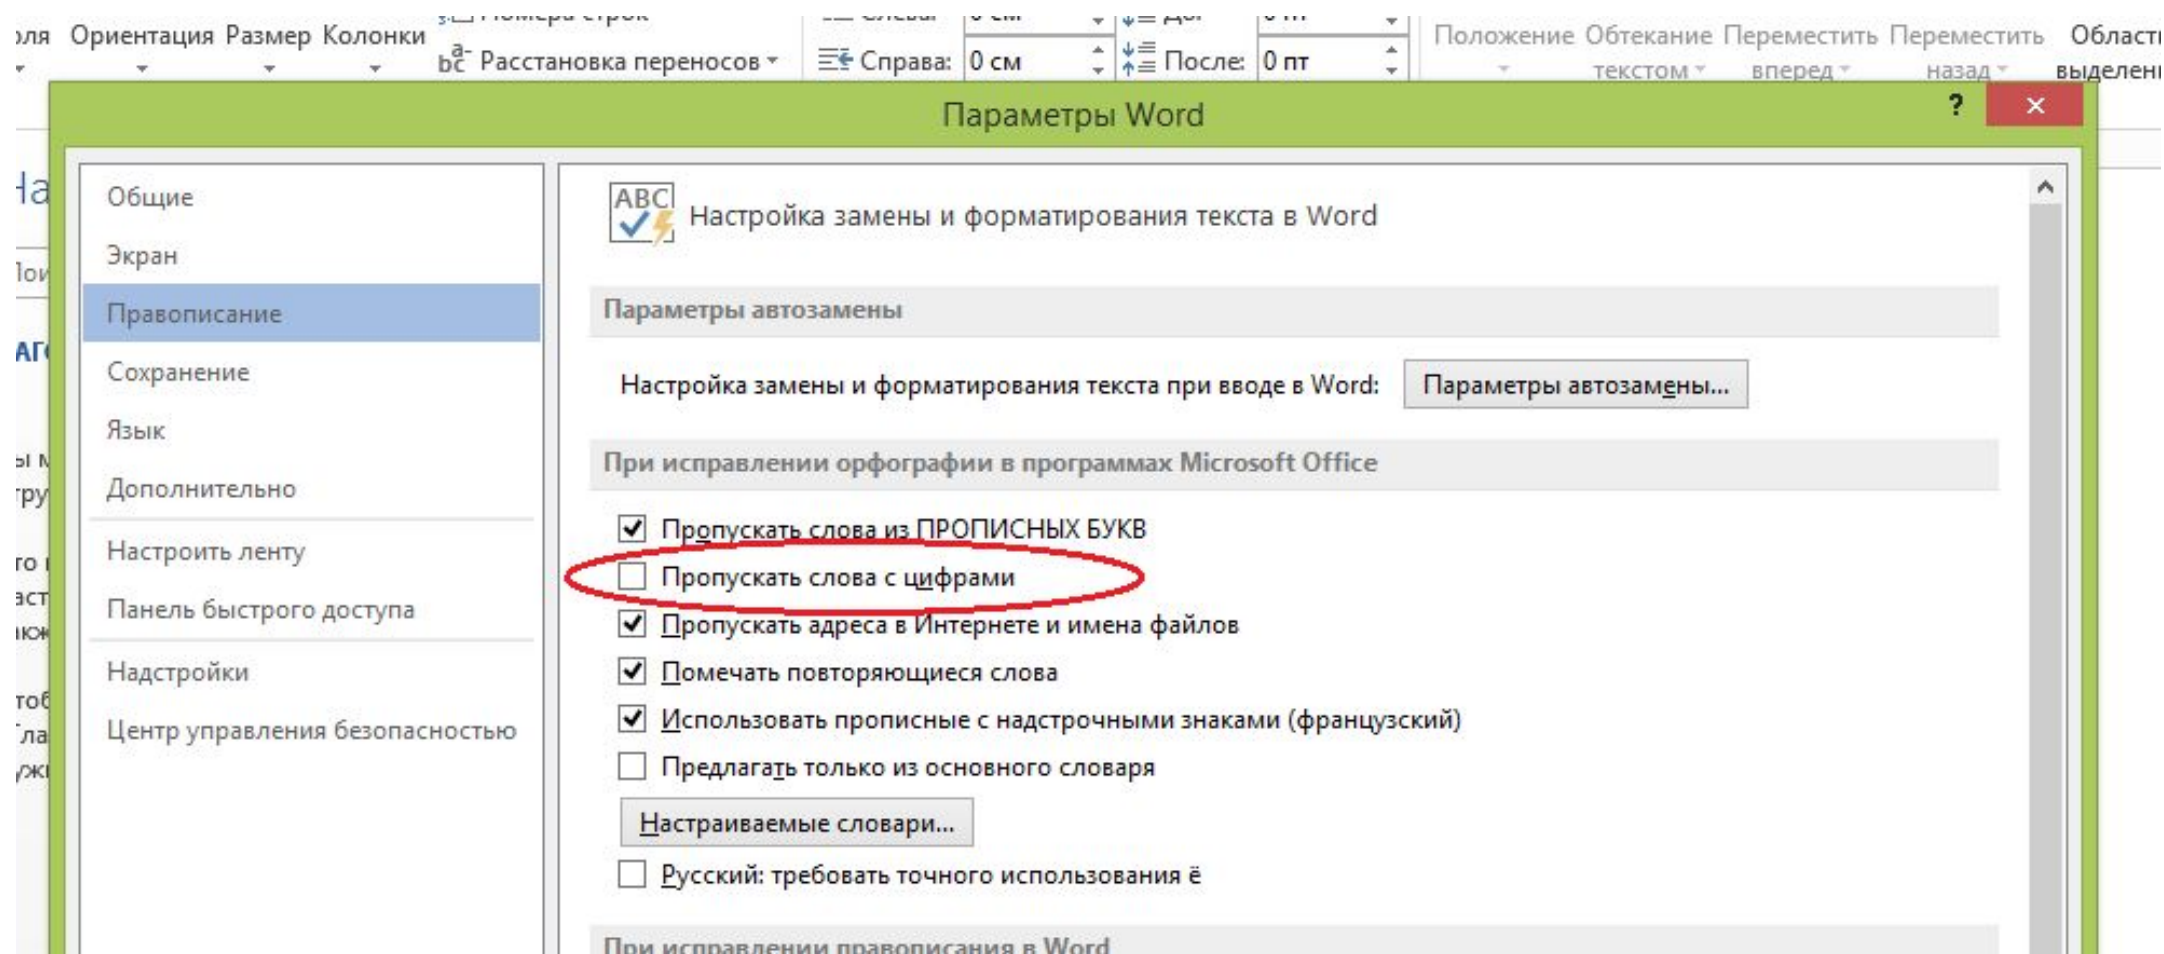 Ориентация Размер Колонки
Расстановка переносов
Справа: 0 см
После: 0 пт
Положение Обтекание текстом Переместить вперед Переместить назад
Параметры Word
?
Общие
Экран
Правописание
Сохранение
Язык
Дополнительно
Настроить ленту
Панель быстрого доступа
Надстройки
Центр управления безопасностью
ABC
Настройка замены и форматирования текста в Word
Параметры автозамены
Настройка замены и форматирования текста при вводе в Word: Параметры автозамены...
При исправлении орфографии в программах Microsoft Office
Пропускать слова из ПРОПИСНЫХ БУКВ
Пропускать слова с цифрами
Пропускать адреса в Интернете и имена файлов
Помечать повторяющиеся слова
Использовать прописные с надстрочными знаками (французский)
Предлагать только из основного словаря
Настраиваемые словари...
Русский: требовать точного использования ё
При исправлении правописания в Word